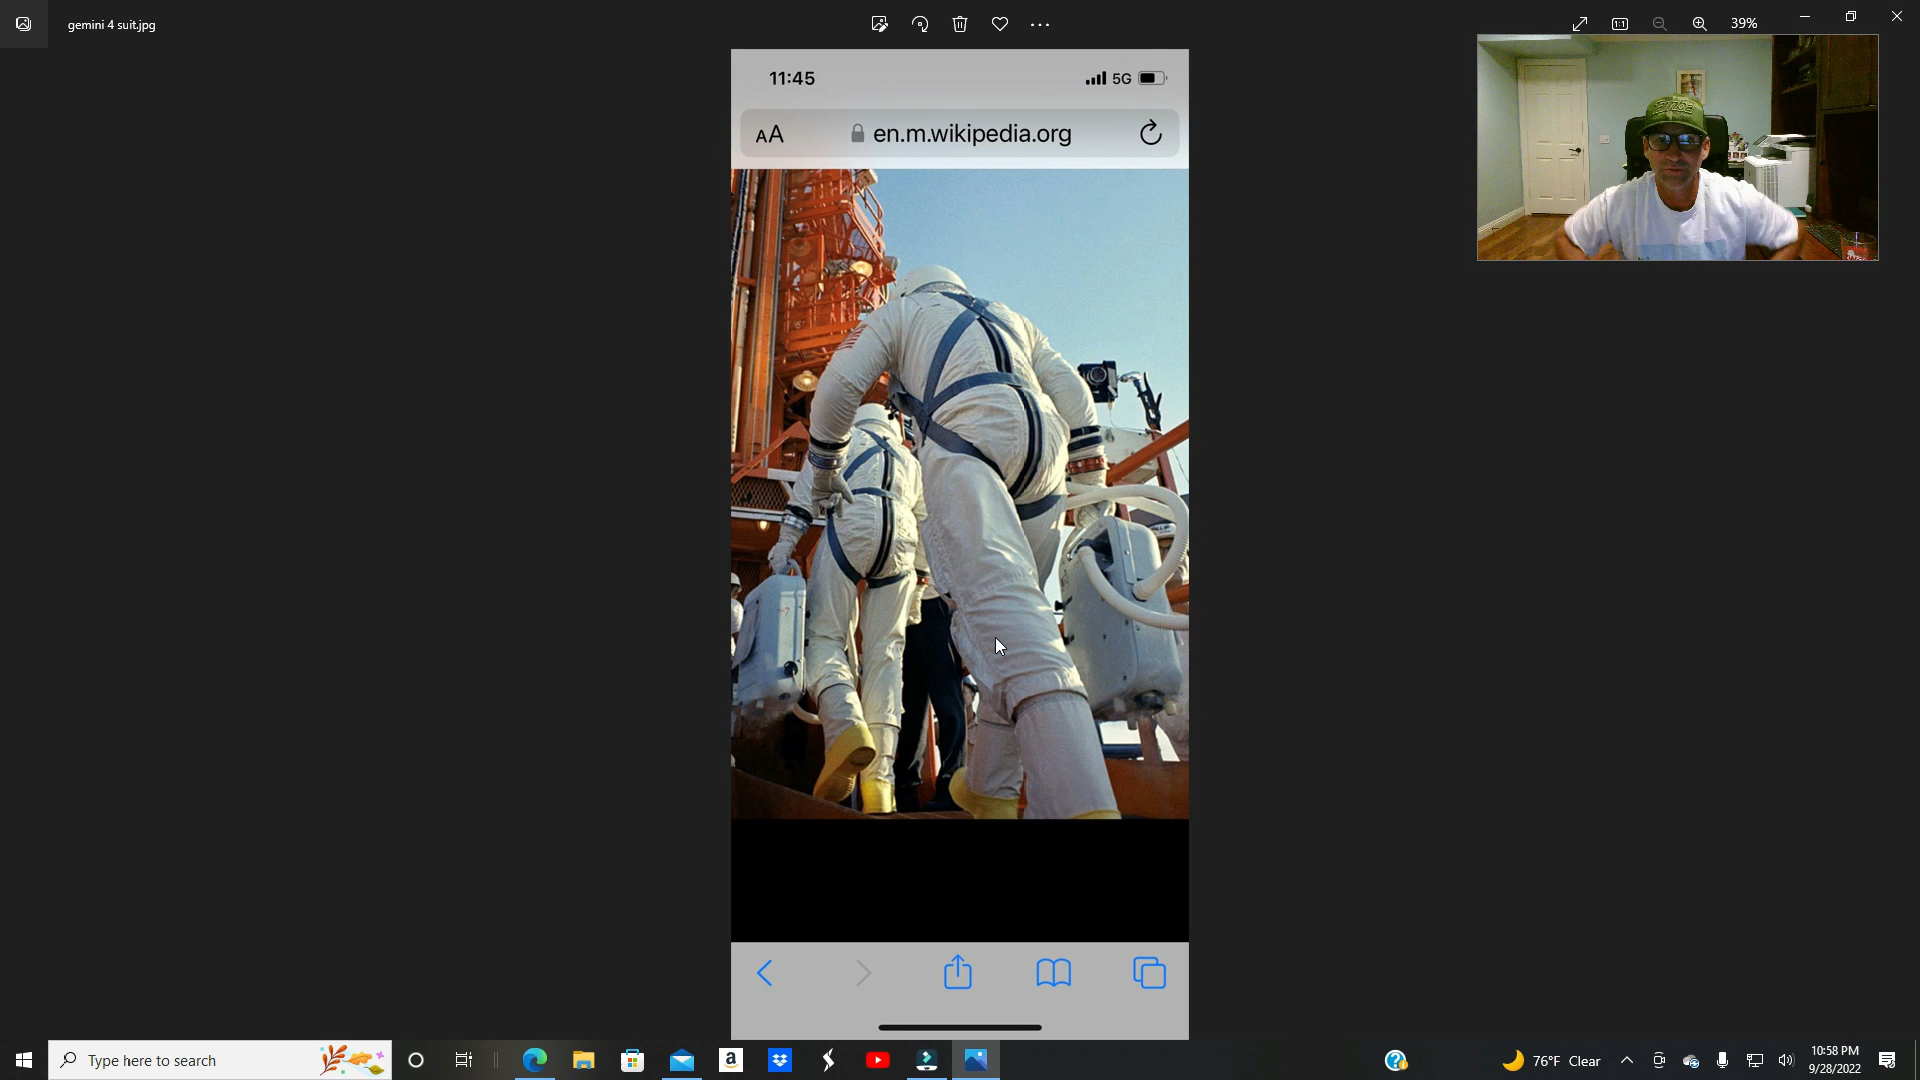 gemini 4 suit.jpg
39%
11:45
5G
AA
en.m.wikipedia.org
Type here to search
76°F Clear
10:58 PM
9/28/2022